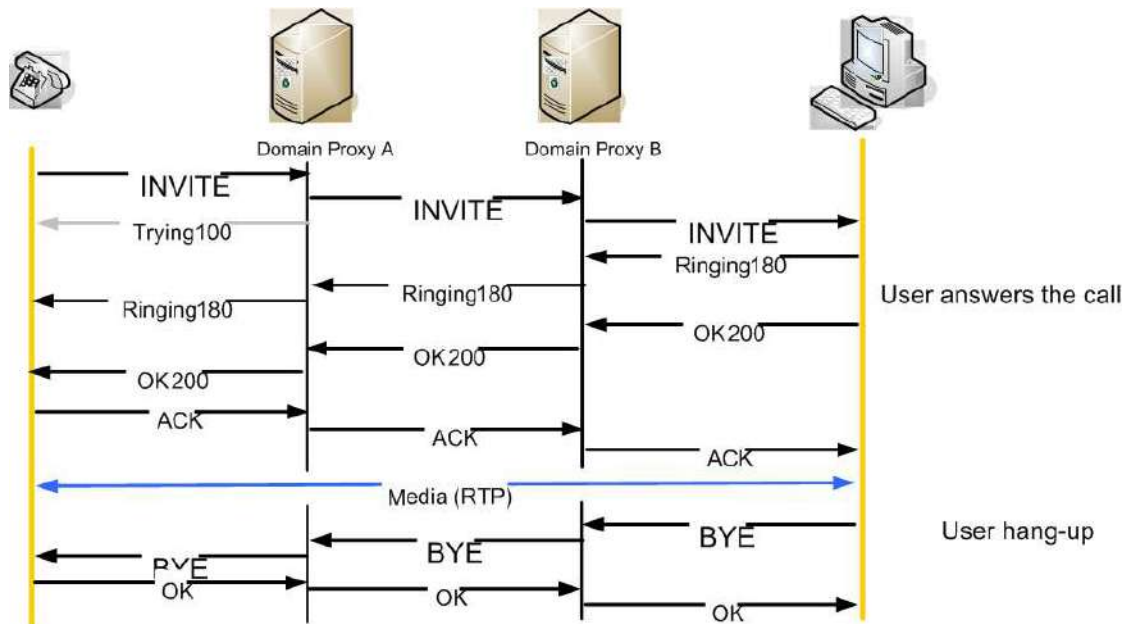 Domain Proxy A
Domain Proxy B
INVITE
INVITE
INVITE
Trying100
Ringing180
Ringing180
Ringing180
User answers the call
OK200
OK200
OK200
ACK
ACK
ACK
Media (RTP)
BYE
User hang-up
BYE
BYE
OK
OK
OK